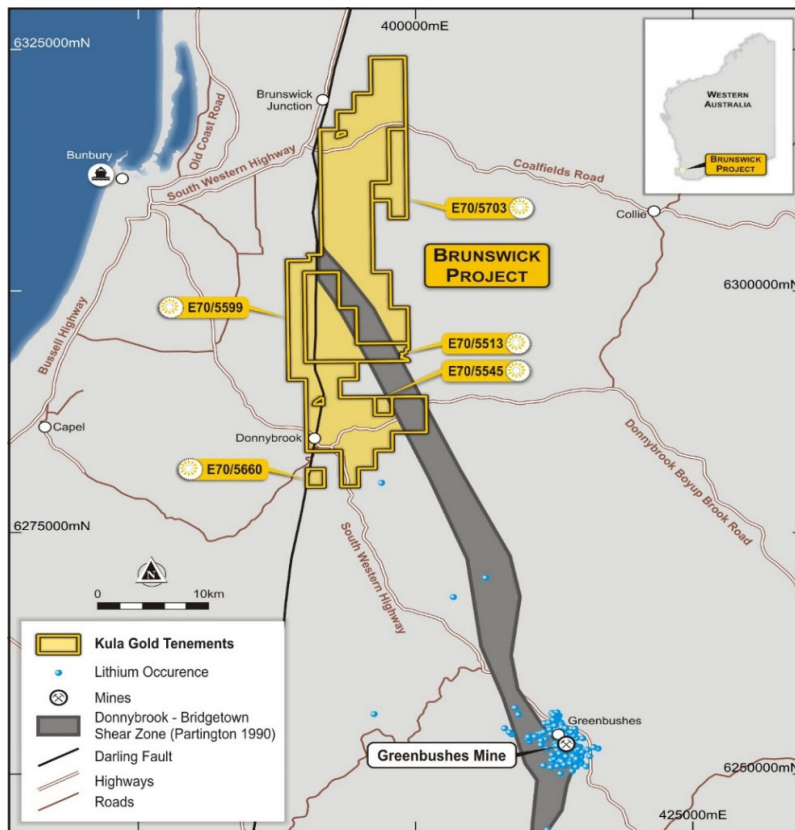 400000mE
6325000mN
Brunswick
Junction
Old Coast Road
WESTERN
AUSTRALIA
BRUNSWICK
PROJECT
Bunbury
South Western Highway
Coalfields Road
E70/5703
Collie
BRUNSWICK
PROJECT
6300000mN
E70/5599
Bussell Highway
E70/5513
E70/5545
Capel
Donnybrook
E70/5660
Donnybrook Boyup Brook Road
6275000mN
South Western Highway
N
0
10km
Kula Gold Tenements
Lithium Occurence
Mines
Donnybrook - Bridgetown
Shear Zone (Partington 1990)
Darling Fault
Highways
Roads
Greenbushes
Greenbushes Mine
6250000mN
425000mE